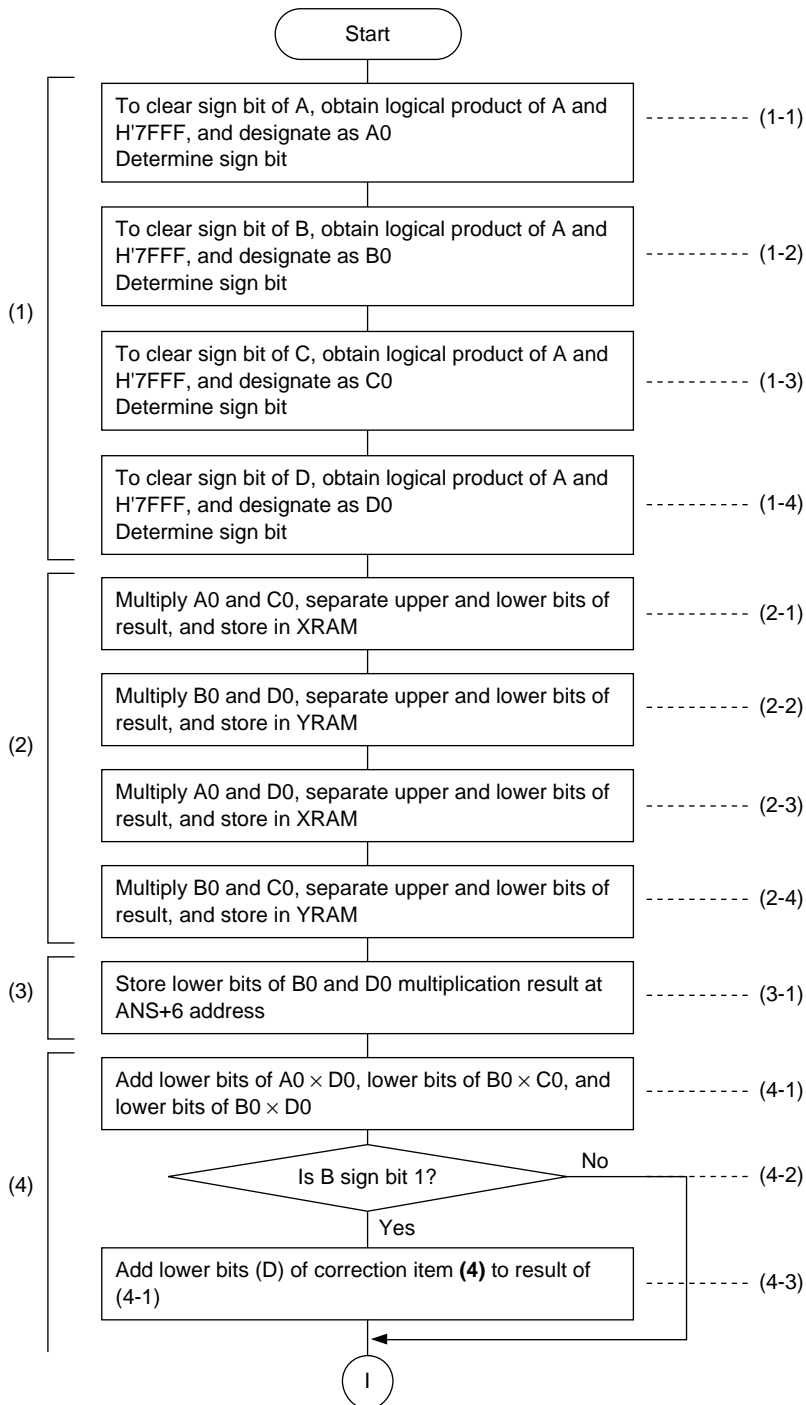 Start
To clear sign bit of A, obtain logical product of A and
H'7FFF, and designate as A0
Determine sign bit
(1-1)
To clear sign bit of B, obtain logical product of A and
H'7FFF, and designate as B0
Determine sign bit
(1-2)
(1)
To clear sign bit of C, obtain logical product of A and
H'7FFF, and designate as C0
Determine sign bit
(1-3)
To clear sign bit of D, obtain logical product of A and
H'7FFF, and designate as D0
Determine sign bit
(1-4)
Multiply A0 and C0, separate upper and lower bits of
result, and store in XRAM
(2-1)
Multiply B0 and D0, separate upper and lower bits of
result, and store in YRAM
(2-2)
(2)
Multiply A0 and D0, separate upper and lower bits of
result, and store in XRAM
(2-3)
Multiply B0 and C0, separate upper and lower bits of
result, and store in YRAM
(2-4)
(3)
Store lower bits of B0 and D0 multiplication result at
ANS+6 address
(3-1)
Add lower bits of A0 × D0, lower bits of B0 × C0, and
lower bits of B0 × D0
(4-1)
(4)
Is B sign bit 1?
No
(4-2)
Yes
Add lower bits (D) of correction item (4) to result of
(4-1)
(4-3)
I